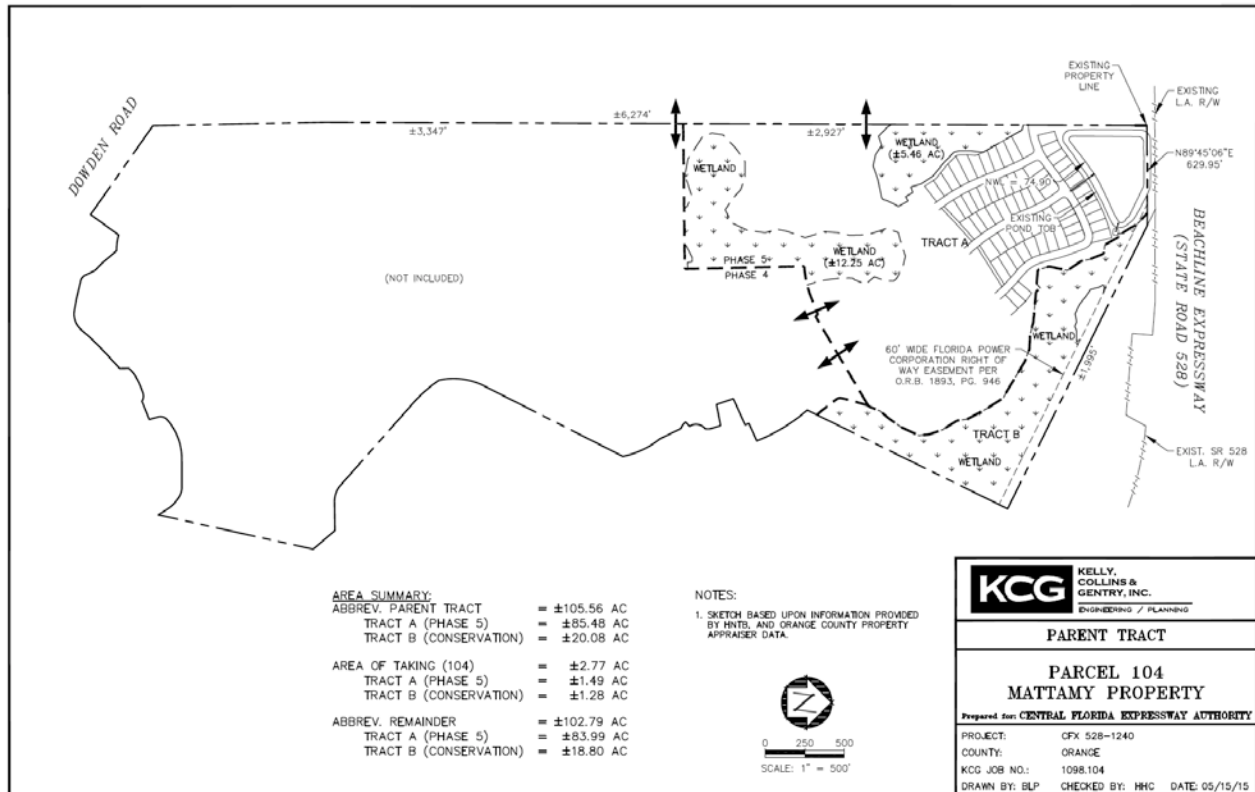 EXISTING
PROPERTY
LINE
EXISTING
L.A. R/W
DOWDEN ROAD
±6,274'
±3,347'
±2,927'
WETLAND
(±5.46 AC)
N89°45'06"E
629.95'
WETLAND
NWL = 74.90
EXISTING
POND TOB
TRACT A
BEACHLINE EXPRESSWAY
(STATE ROAD 528)
WETLAND
(±12.25 AC)
PHASE 5
PHASE 4
(NOT INCLUDED)
WETLAND
60' WIDE FLORIDA POWER
CORPORATION RIGHT OF
WAY EASEMENT PER
O.R.B. 1893, PG. 946
±1,995'
TRACT B
WETLAND
EXIST. SR 528
L.A. R/W
AREA SUMMARY:
ABBREV. PARENT TRACT = ±105.56 AC
TRACT A (PHASE 5) = ±85.48 AC
TRACT B (CONSERVATION) = ±20.08 AC
AREA OF TAKING (104) = ±2.77 AC
TRACT A (PHASE 5) = ±1.49 AC
TRACT B (CONSERVATION) = ±1.28 AC
ABBREV. REMAINDER = ±102.79 AC
TRACT A (PHASE 5) = ±83.99 AC
TRACT B (CONSERVATION) = ±18.80 AC
NOTES:
1. SKETCH BASED UPON INFORMATION PROVIDED
BY HNTB, AND ORANGE COUNTY PROPERTY
APPRAISER DATA.
N
0 250 500
SCALE: 1" = 500'
KCG
KELLY,
COLLINS &
GENTRY, INC.
ENGINEERING / PLANNING
PARENT TRACT
PARCEL 104
MATTAMY PROPERTY
Prepared for: CENTRAL FLORIDA EXPRESSWAY AUTHORITY
PROJECT: CFX 528-1240
COUNTY: ORANGE
KCG JOB NO.: 1098.104
DRAWN BY: BLP CHECKED BY: HHC DATE: 05/15/15